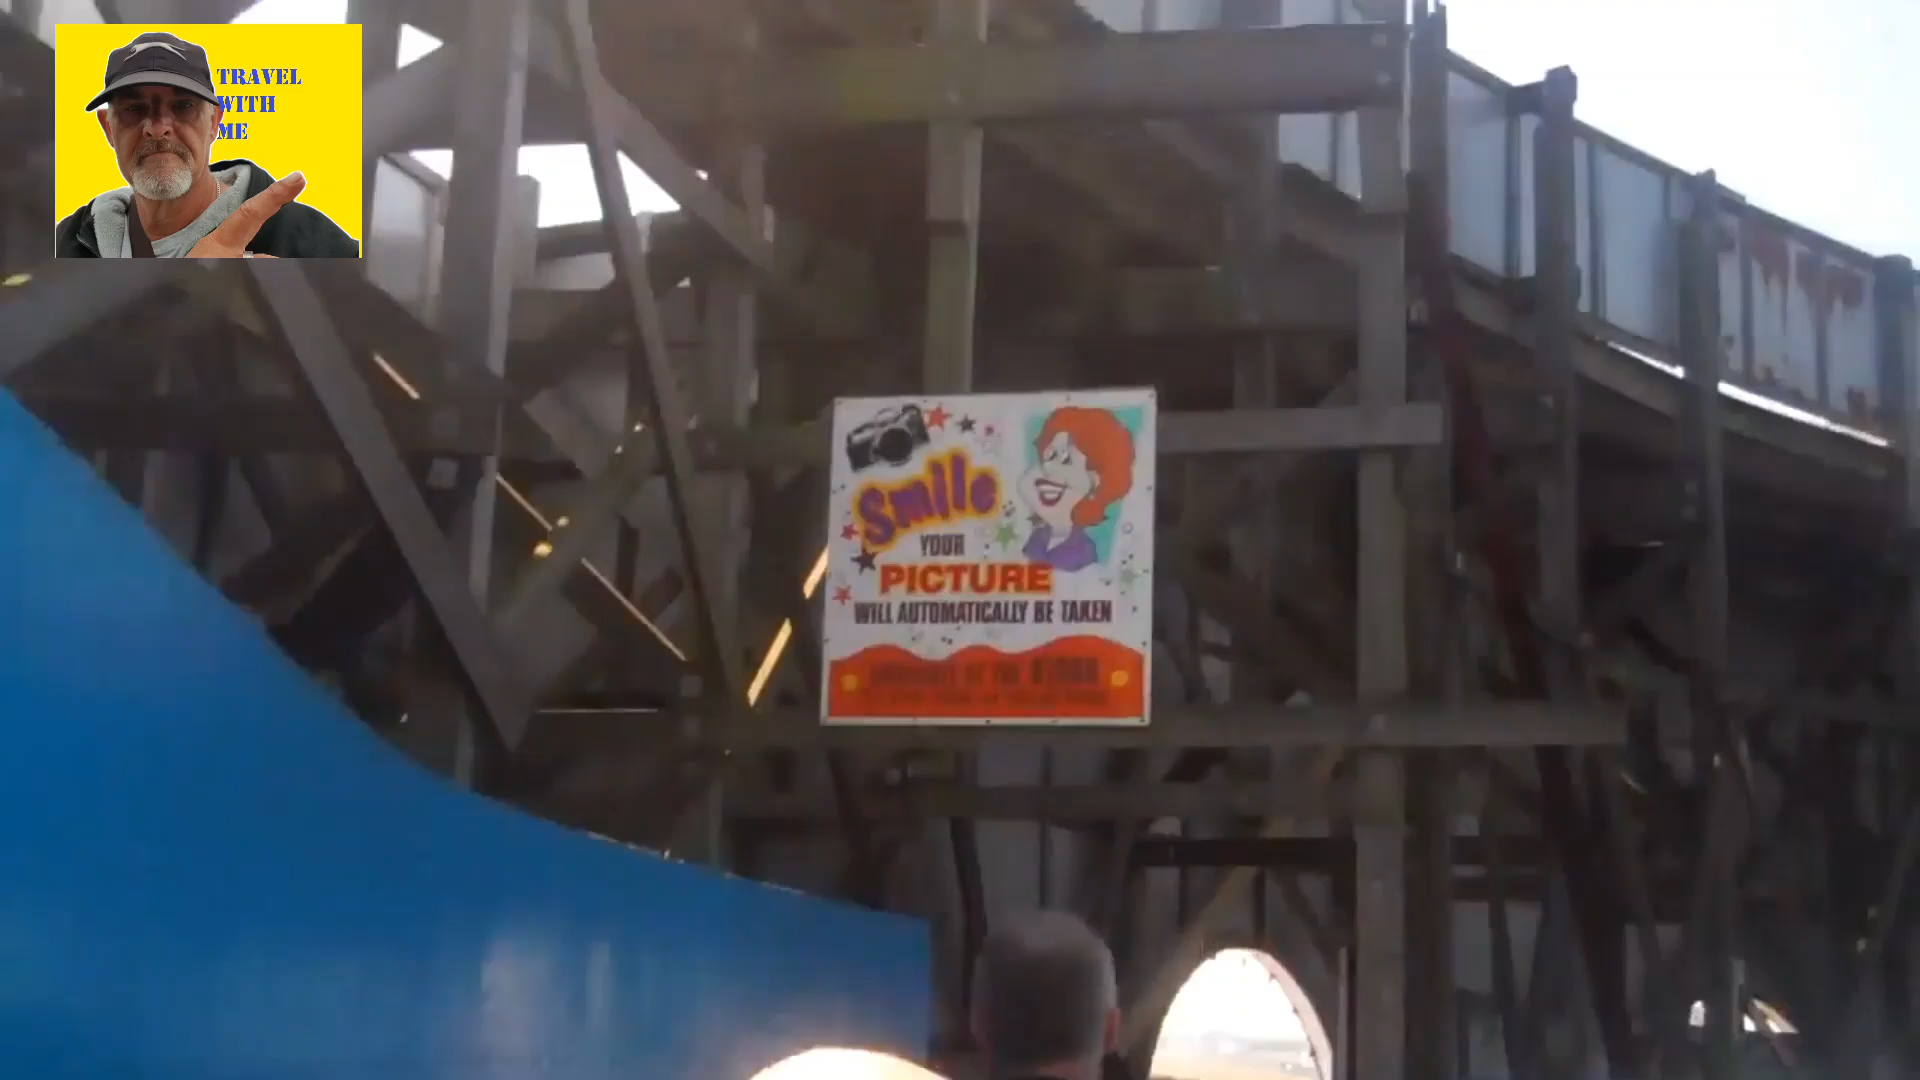 TRAVEL
WITH
ME
Smile
YOUR
PICTURE
WILL AUTOMATICALLY BE TAKEN